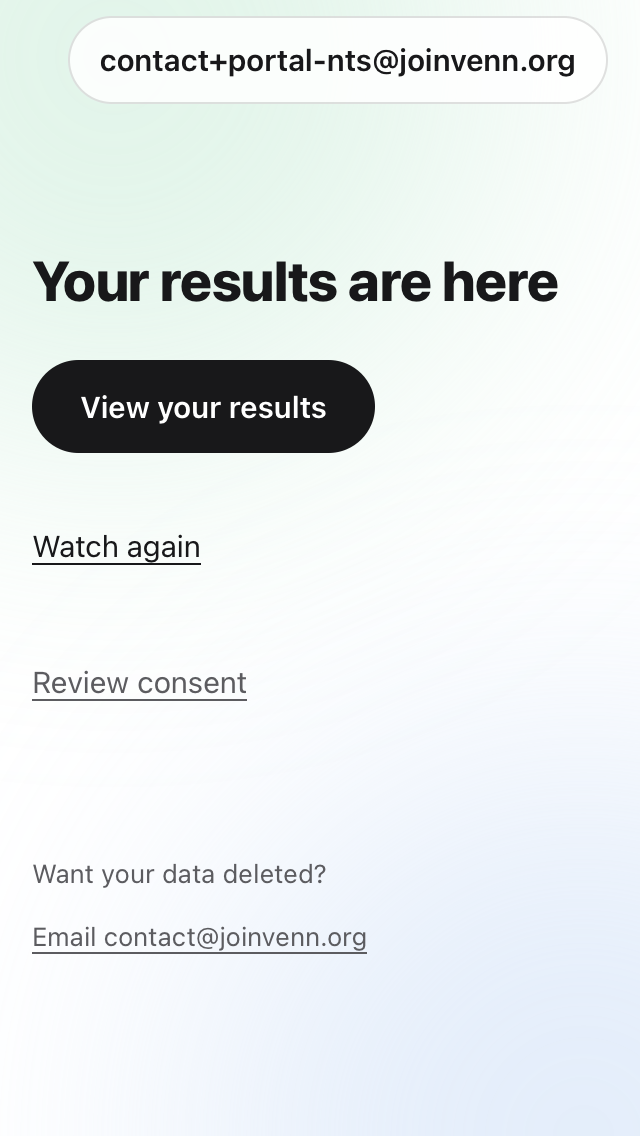 contact+portal-nts@joinvenn.org
Your results are here
View your results
Watch again
Review consent
Want your data deleted?
Email contact@joinvenn.org